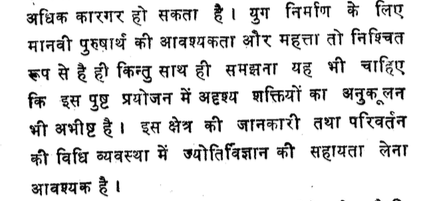 अधिक कारगर हो सकता है। युग निर्माण के लिए
मानवी पुरुषार्थ की आवश्यकता और महत्ता तो निश्चित
रूप से है ही किन्तु साथ ही समझना यह भी चाहिए
कि इस पुष्ट प्रयोजन में अदृश्य शक्तियों का अनुकूलन
भी अभीष्ट है। इस क्षेत्र की जानकारी तथा परिवर्तन
की विधि व्यवस्था में ज्योतिर्विज्ञान की सहायता लेना
आवश्यक है।